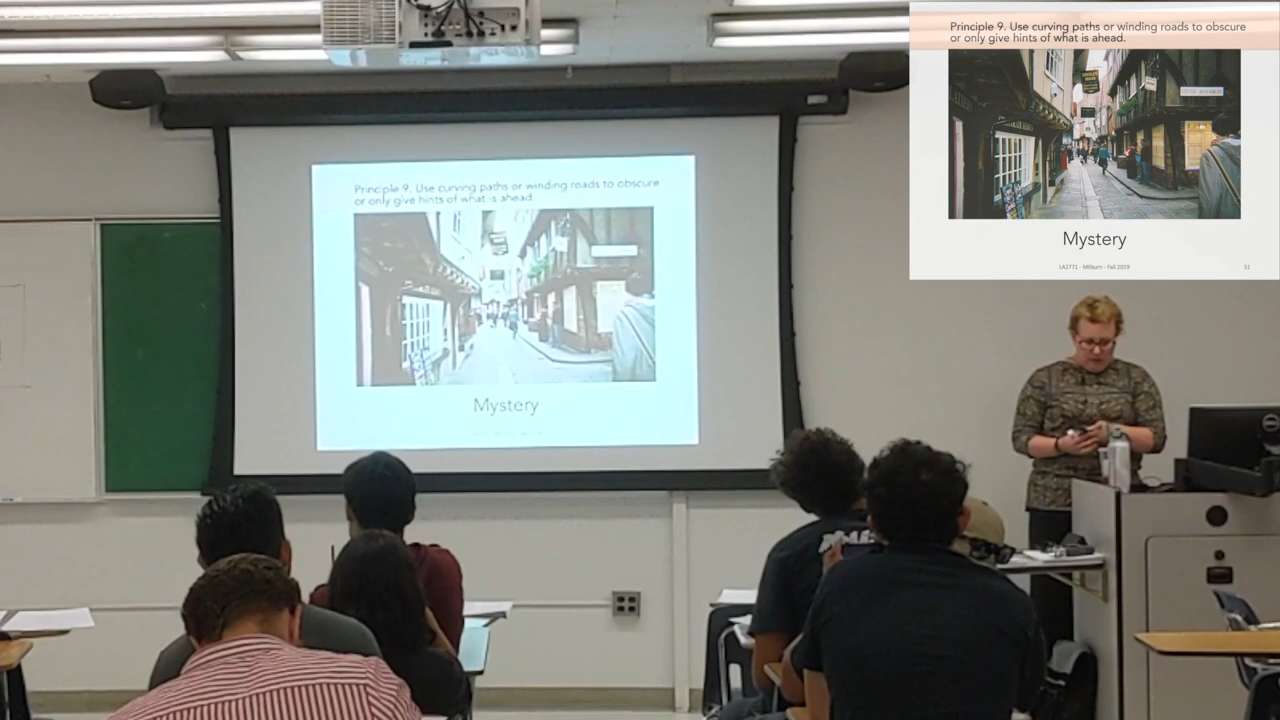 Principle 9. Use curving paths or winding roads to obscure
or only give hints of what is ahead.
Mystery
Principle 9. Use curving paths or winding roads to obscure
or only give hints of what is ahead.
Mystery
LA2771 - Milburn - Fall 2019
51
DELL